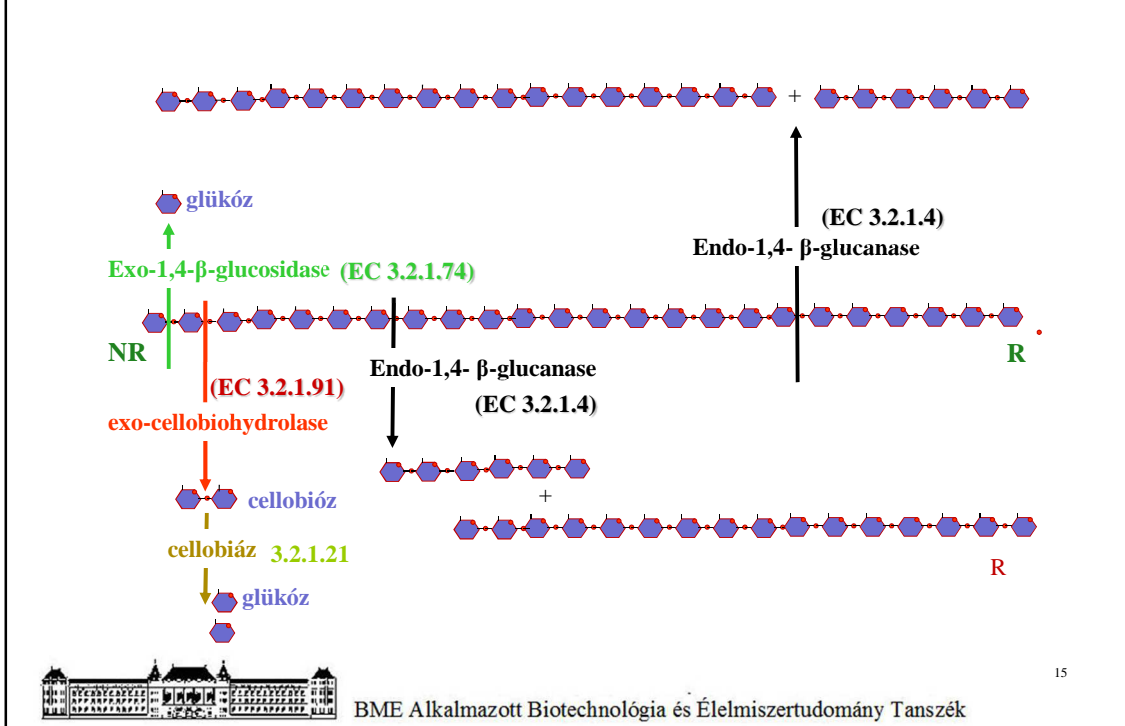 +
glükóz
(EC 3.2.1.4)
Endo-1,4- β-glucanase
Exo-1,4-β-glucosidase (EC 3.2.1.74)
NR
R
Endo-1,4- β-glucanase
(EC 3.2.1.91)
(EC 3.2.1.4)
exo-cellobiohydrolase
cellobióz
+
cellobiáz 3.2.1.21
R
glükóz
15
BME Alkalmazott Biotechnológia és Élelmiszertudomány Tanszék